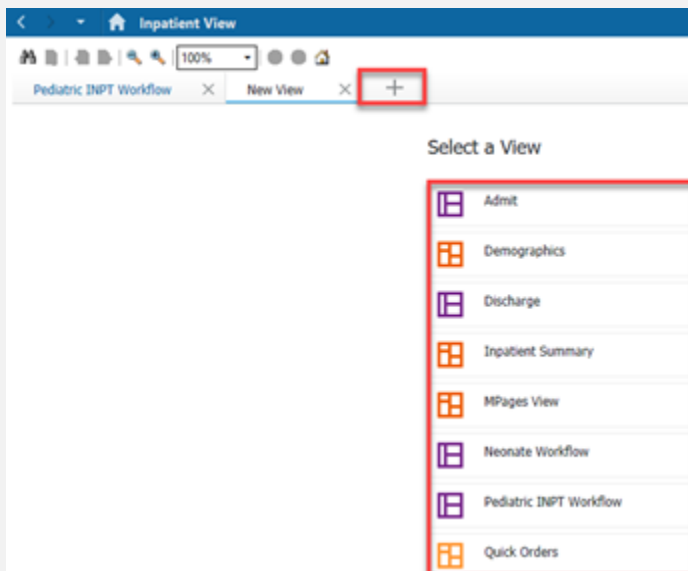 Inpatient View
100%
Pediatric INPT Workflow
New View
Select a View
Admit
Demographics
Discharge
Inpatient Summary
MPages View
Neonate Workflow
Pediatric INPT Workflow
Quick Orders